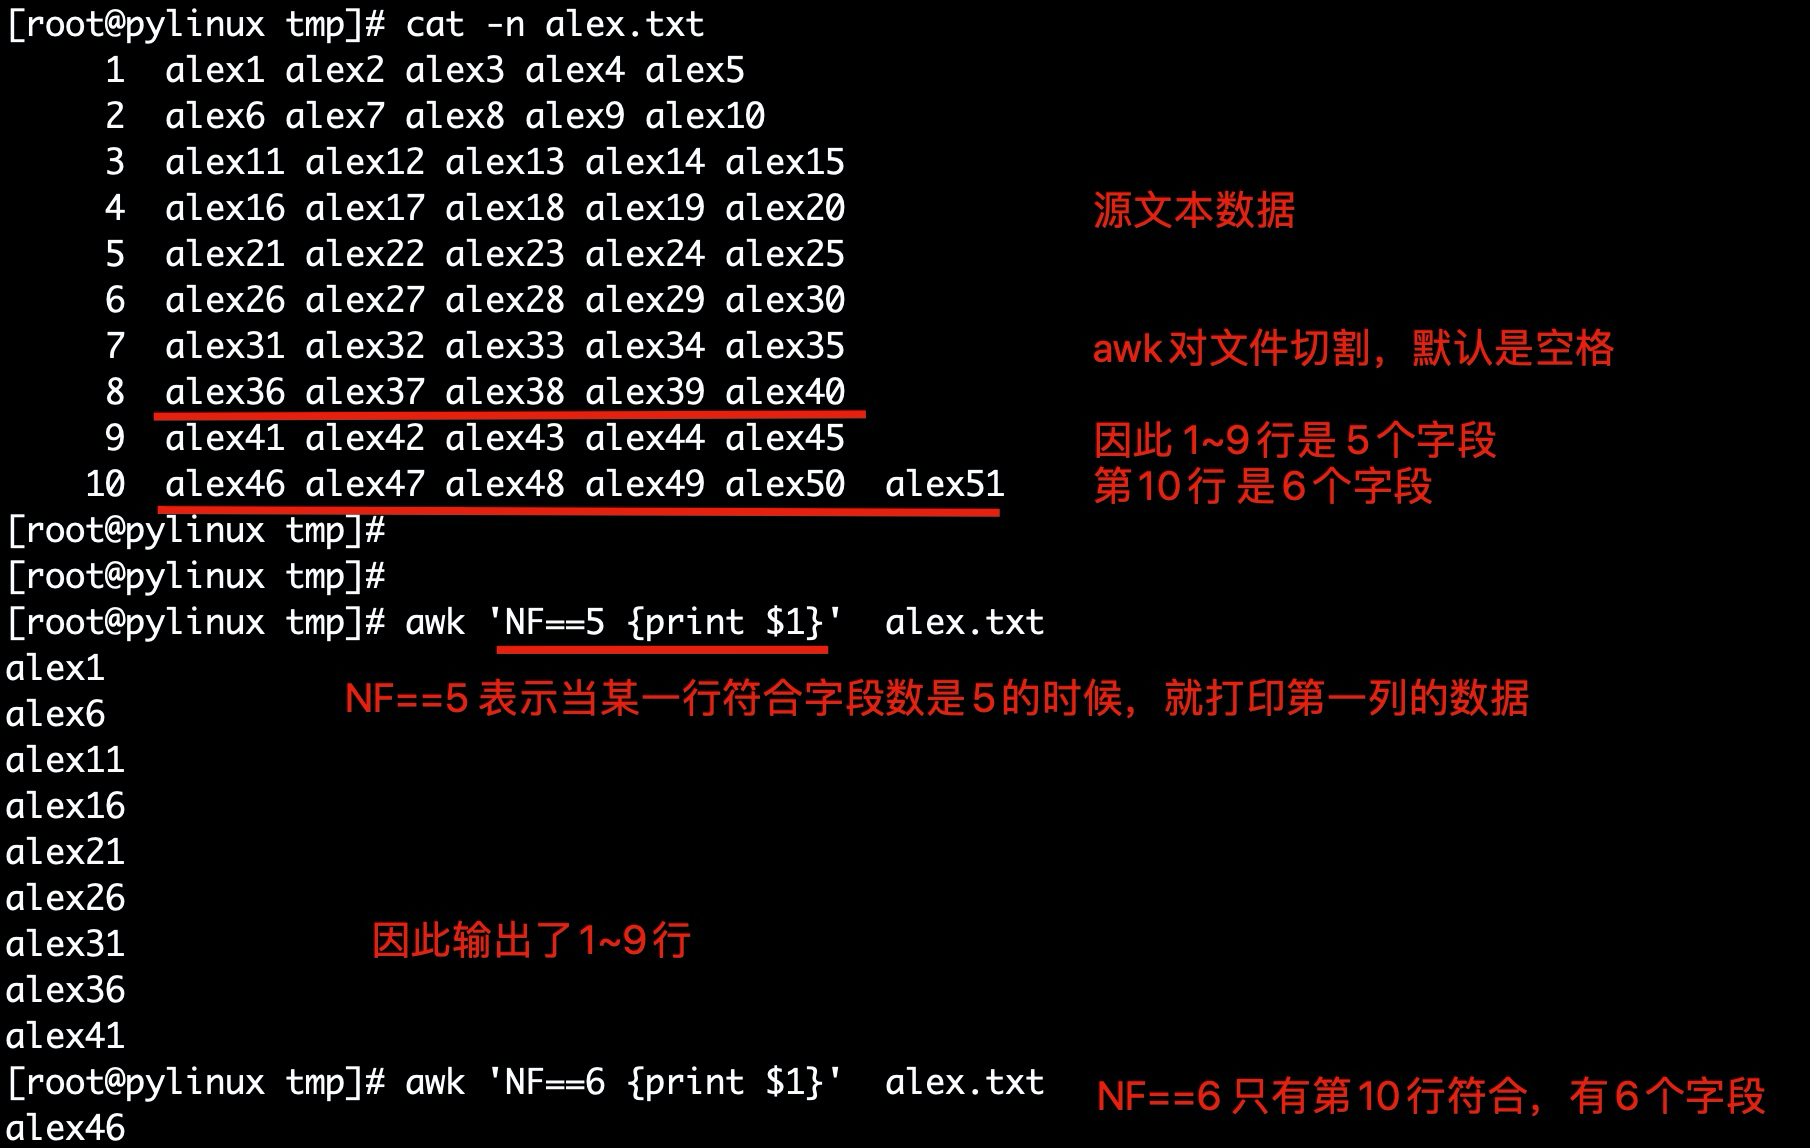 [root@pylinux tmp]# cat -n alex.txt
1 alex1 alex2 alex3 alex4 alex5
2 alex6 alex7 alex8 alex9 alex10
3 alex11 alex12 alex13 alex14 alex15
4 alex16 alex17 alex18 alex19 alex20
源文本数据
5 alex21 alex22 alex23 alex24 alex25
6 alex26 alex27 alex28 alex29 alex30
7 alex31 alex32 alex33 alex34 alex35
awk对文件切割，默认是空格
8 alex36 alex37 alex38 alex39 alex40
9 alex41 alex42 alex43 alex44 alex45
因此 1~9行是 5个字段
10 alex46 alex47 alex48 alex49 alex50  alex51
第10行 是6个字段
[root@pylinux tmp]#
[root@pylinux tmp]#
[root@pylinux tmp]# awk 'NF==5 {print $1}'  alex.txt
alex1
NF==5 表示当某一行符合字段数是5的时候，就打印第一列的数据
alex6
alex11
alex16
alex21
alex26
alex31
因此输出了1~9行
alex36
alex41
[root@pylinux tmp]# awk 'NF==6 {print $1}'  alex.txt
NF==6 只有第10行符合，有6个字段
alex46